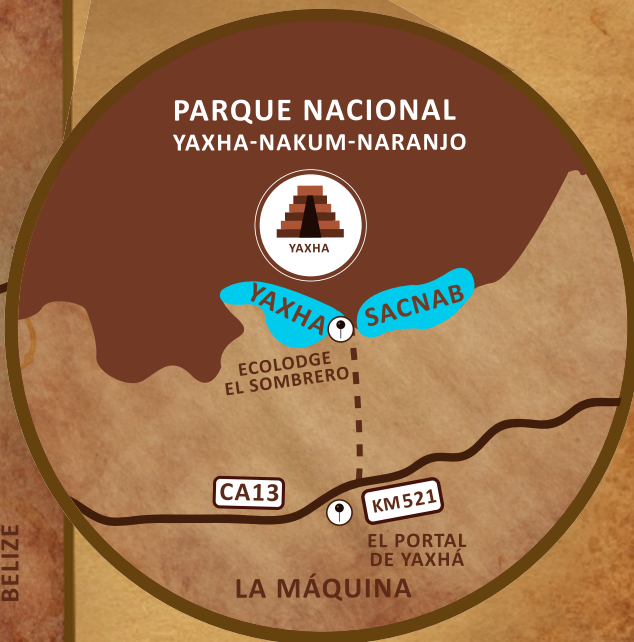 PARQUE NACIONAL
YAXHA-NAKUM-NARANJO
YAXHA
YAXHA
SACNAB
ECOLODGE
EL SOMBRERO
CA13
KM521
EL PORTAL
DE YAXHÁ
LA MÁQUINA
BELIZE